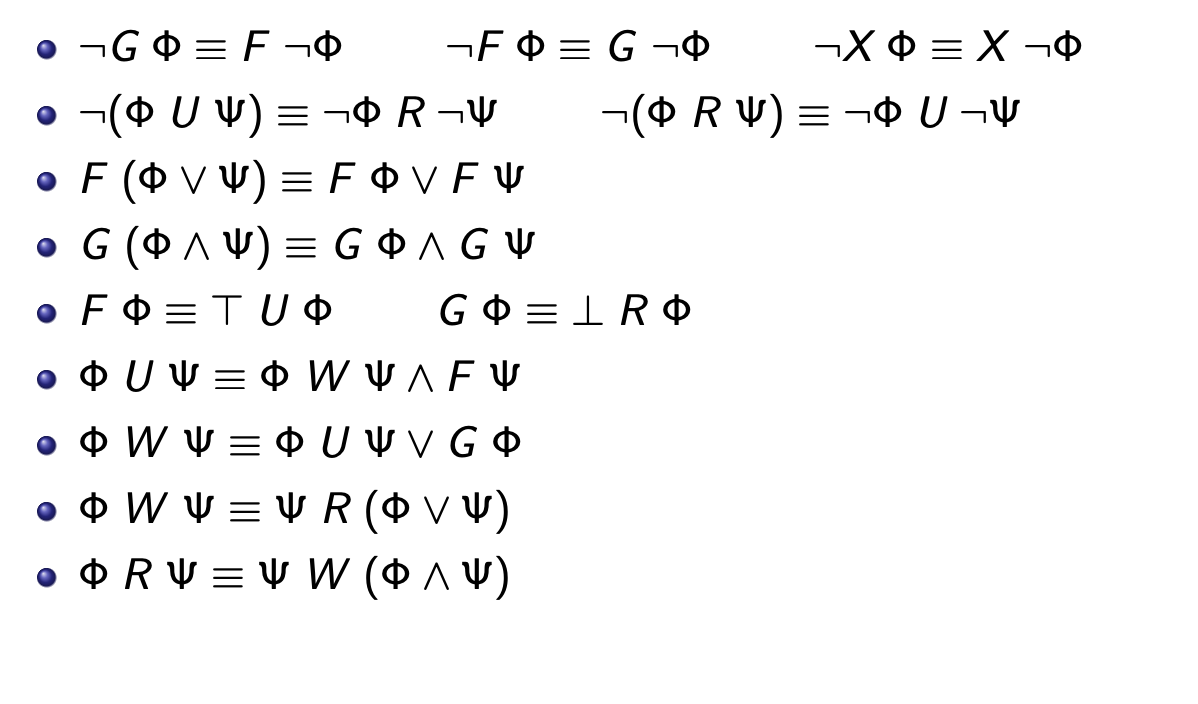 ¬G Φ ≡ F ¬Φ ¬F Φ ≡ G ¬Φ ¬X Φ ≡ X ¬Φ
¬(Φ U Ψ) ≡ ¬Φ R ¬Ψ ¬(Φ R Ψ) ≡ ¬Φ U ¬Ψ
F (Φ ∨ Ψ) ≡ F Φ ∨ F Ψ
G (Φ ∧ Ψ) ≡ G Φ ∧ G Ψ
F Φ ≡ ⊤ U Φ G Φ ≡ ⊥ R Φ
Φ U Ψ ≡ Φ W Ψ ∧ F Ψ
Φ W Ψ ≡ Φ U Ψ ∨ G Φ
Φ W Ψ ≡ Ψ R (Φ ∨ Ψ)
Φ R Ψ ≡ Ψ W (Φ ∧ Ψ)